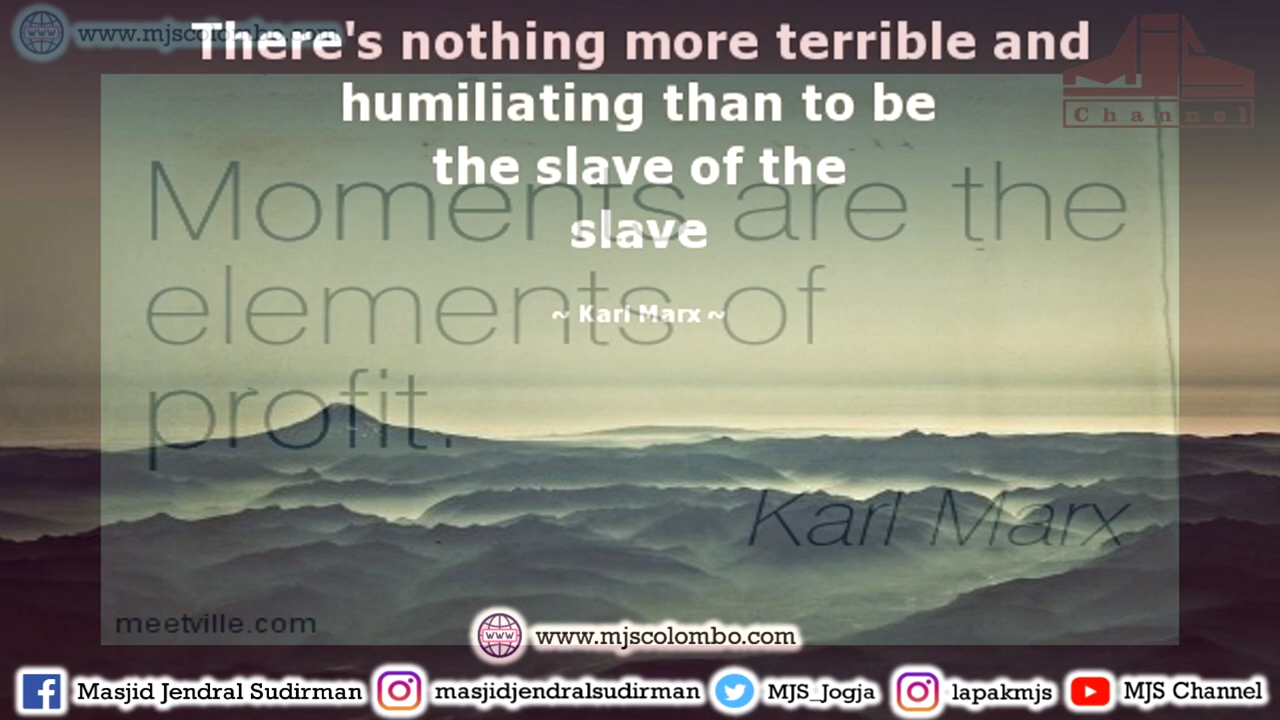 www.mjscolombo.com
There's nothing more terrible and
humiliating than to be
the slave of the
slave
~ Karl Marx ~
Moments are the
elements of
profit.
Karl Marx
meetville.com
MJS
Channel
www.mjscolombo.com
Masjid Jendral Sudirman masjidjendralsudirman MJS_Jogja lapakmjs MJS Channel